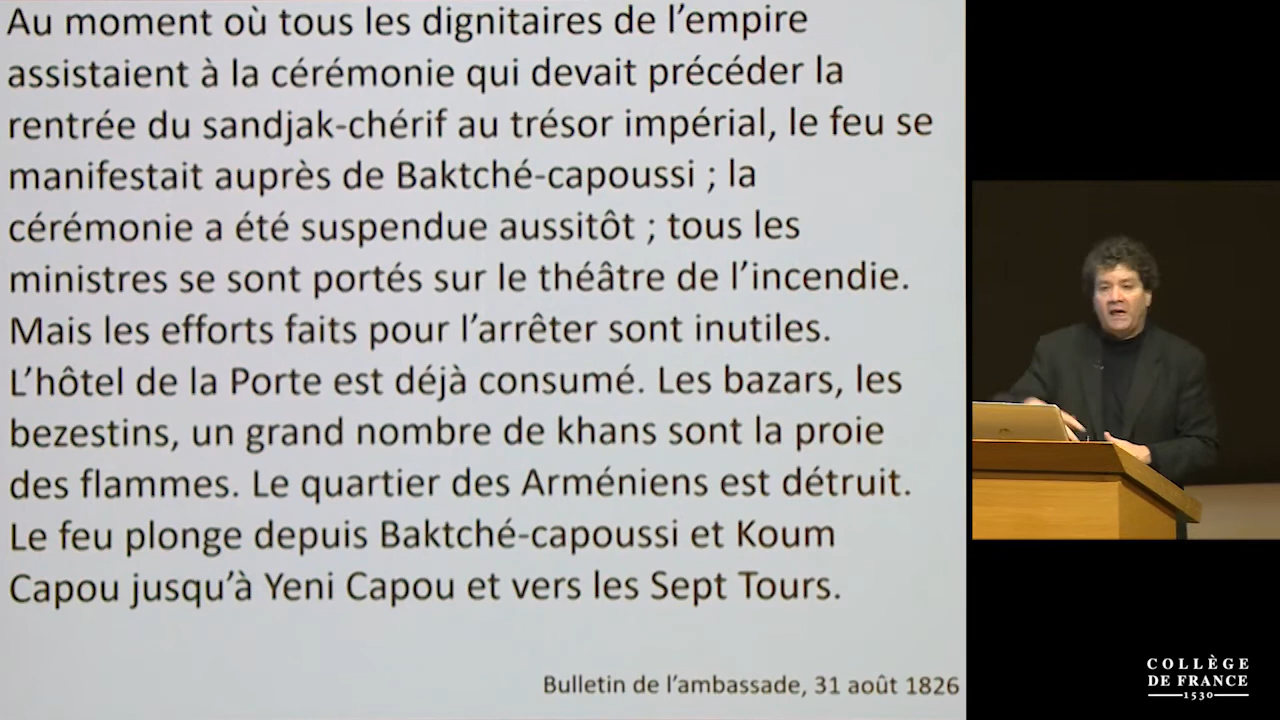 Au moment où tous les dignitaires de l’empire
assistaient à la cérémonie qui devait précéder la
rentrée du sandjak-chérif au trésor impérial, le feu se
manifestait auprès de Baktché-capoussi ; la
cérémonie a été suspendue aussitôt ; tous les
ministres se sont portés sur le théâtre de l’incendie.
Mais les efforts faits pour l’arrêter sont inutiles.
L’hôtel de la Porte est déjà consumé. Les bazars, les
bezestins, un grand nombre de khans sont la proie
des flammes. Le quartier des Arméniens est détruit.
Le feu plonge depuis Baktché-capoussi et Koum
Capou jusqu’à Yeni Capou et vers les Sept Tours.
Bulletin de l’ambassade, 31 août 1826
COLLÈGE
DE FRANCE
1530